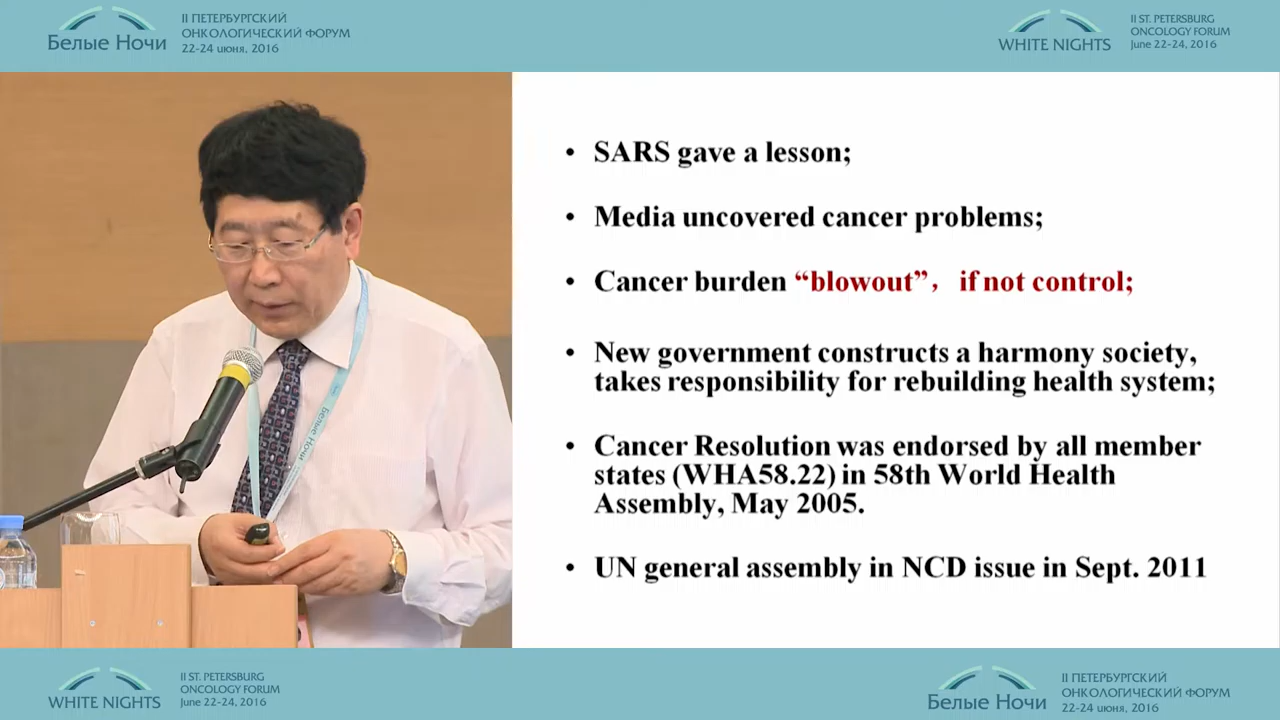 Белые Ночи
II ПЕТЕРБУРГСКИЙ
ОНКОЛОГИЧЕСКИЙ ФОРУМ
22-24 июня, 2016
WHITE NIGHTS
II ST. PETERSBURG
ONCOLOGY FORUM
June 22-24, 2016
• SARS gave a lesson;
• Media uncovered cancer problems;
• Cancer burden “blowout”, if not control;
• New government constructs a harmony society,
takes responsibility for rebuilding health system;
• Cancer Resolution was endorsed by all member
states (WHA58.22) in 58th World Health
Assembly, May 2005.
• UN general assembly in NCD issue in Sept. 2011
Белые Ночи
WHITE NIGHTS
II ST. PETERSBURG
ONCOLOGY FORUM
June 22-24, 2016
Белые Ночи
II ПЕТЕРБУРГСКИЙ
ОНКОЛОГИЧЕСКИЙ ФОРУМ
22-24 июня, 2016